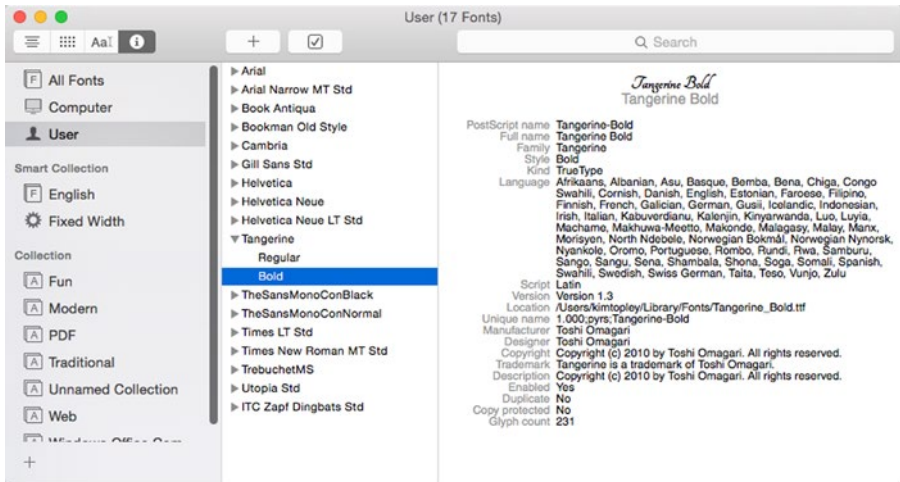 User (17 Fonts)
Aa
Search
All Fonts
Computer
User
Smart Collection
English
Fixed Width
Collection
Fun
Modern
PDF
Traditional
Unnamed Collection
Web
Arial
Arial Narrow MT Std
Book Antiqua
Bookman Old Style
Cambria
Gill Sans Std
Helvetica
Helvetica Neue
Helvetica Neue LT Std
Tangerine
Regular
Bold
TheSansMonoConBlack
TheSansMonoConNormal
Times LT Std
Times New Roman MT Std
TrebuchetMS
Utopia Std
ITC Zapf Dingbats Std
Tangerine Bold
Tangerine Bold
PostScript name Tangerine-Bold
Full name Tangerine Bold
Family Tangerine
Style Bold
Kind TrueType
Language Afrikaans, Albanian, Asu, Basque, Bemba, Bena, Chiga, Congo
Swahili, Cornish, Danish, English, Estonian, Faroese, Filipino,
Finnish, French, Galician, German, Gusii, Icelandic, Indonesian,
Irish, Italian, Kabuverdianu, Kalenjin, Kinyarwanda, Luo, Luyia,
Machame, Makhuwa-Meetto, Makonde, Malagasy, Malay, Manx,
Morisyen, North Ndebele, Norwegian Bokmål, Norwegian Nynorsk,
Nyankole, Oromo, Portuguese, Rombo, Rundi, Rwa, Samburu,
Sango, Sangu, Sena, Shambala, Shona, Soga, Somali, Spanish,
Swahili, Swedish, Swiss German, Taita, Teso, Vunjo, Zulu
Script Latin
Version Version 1.3
Location /Users/kimtopley/Library/Fonts/Tangerine_Bold.ttf
Unique name 1.000;pyrs;Tangerine-Bold
Manufacturer Toshi Omagari
Designer Toshi Omagari
Copyright Copyright (c) 2010 by Toshi Omagari. All rights reserved.
Trademark Tangerine is a trademark of Toshi Omagari.
Description Copyright (c) 2010 by Toshi Omagari. All rights reserved.
Enabled Yes
Duplicate No
Copy protected No
Glyph count 231